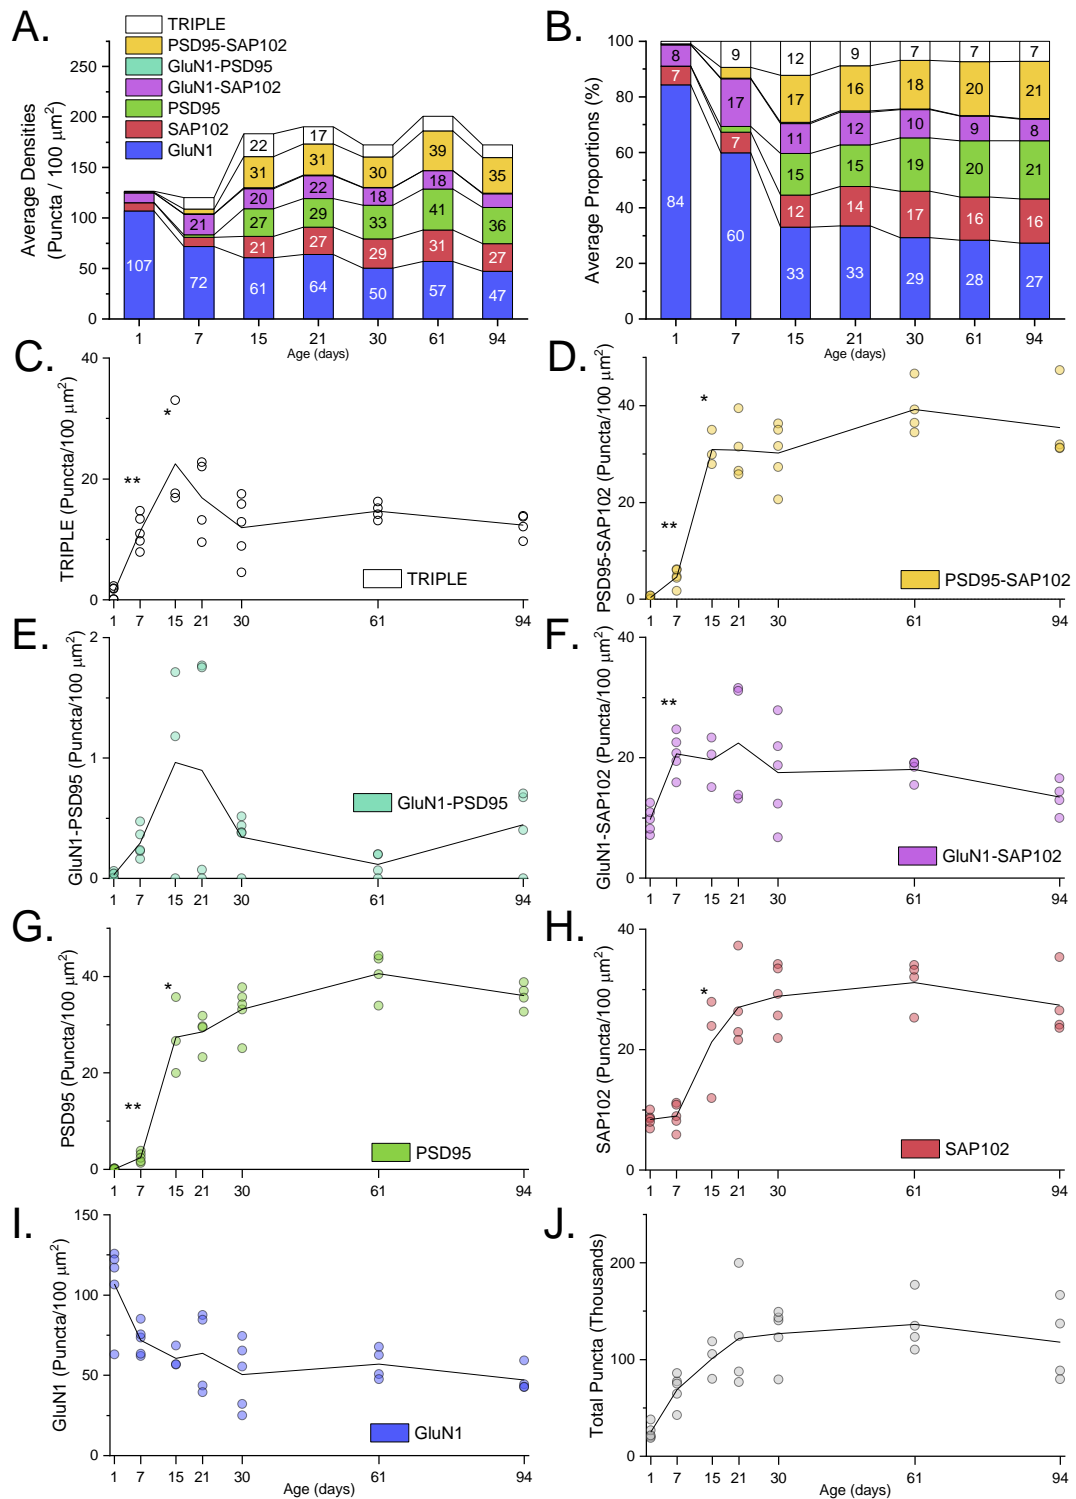 A.
TRIPLE
PSD95-SAP102
GluN1-PSD95
GluN1-SAP102
PSD95
SAP102
GluN1
Average Densities
(Puncta / 100 μm²)
250
200
150
100
50
0
107
72 21
61 21 27 20 31 22
64 27 29 22 31 17
50 29 33 18 30
57 31 41 18 39
47 27 36 35
1 7 15 21 30 61 94
Age (days)
B.
Average Proportions (%)
100
80
60
40
20
0
84 7 8
60 7 17 9
33 12 15 11 17 12
33 14 15 12 16 9
29 17 19 10 18 7
28 16 20 9 20 7
27 16 21 8 21 7
1 7 15 21 30 61 94
Age (days)
C.
TRIPLE (Puncta/100 μm²)
40
20
0
**
*
TRIPLE
1 7 15 21 30 61 94
D.
PSD95-SAP102 (Puncta/100 μm²)
40
20
0
**
*
PSD95-SAP102
1 7 15 21 30 61 94
E.
GluN1-PSD95 (Puncta/100 μm²)
2
1
0
GluN1-PSD95
1 7 15 21 30 61 94
F.
GluN1-SAP102 (Puncta/100 μm²)
40
20
0
**
GluN1-SAP102
1 7 15 21 30 61 94
G.
PSD95 (Puncta/100 μm²)
40
20
0
**
*
PSD95
1 7 15 21 30 61 94
H.
SAP102 (Puncta/100 μm²)
40
20
0
*
SAP102
1 7 15 21 30 61 94
I.
GluN1 (Puncta/100 μm²)
150
100
50
0
GluN1
1 7 15 21 30 61 94
Age (days)
J.
Total Puncta (Thousands)
200
100
0
1 7 15 21 30 61 94
Age (days)